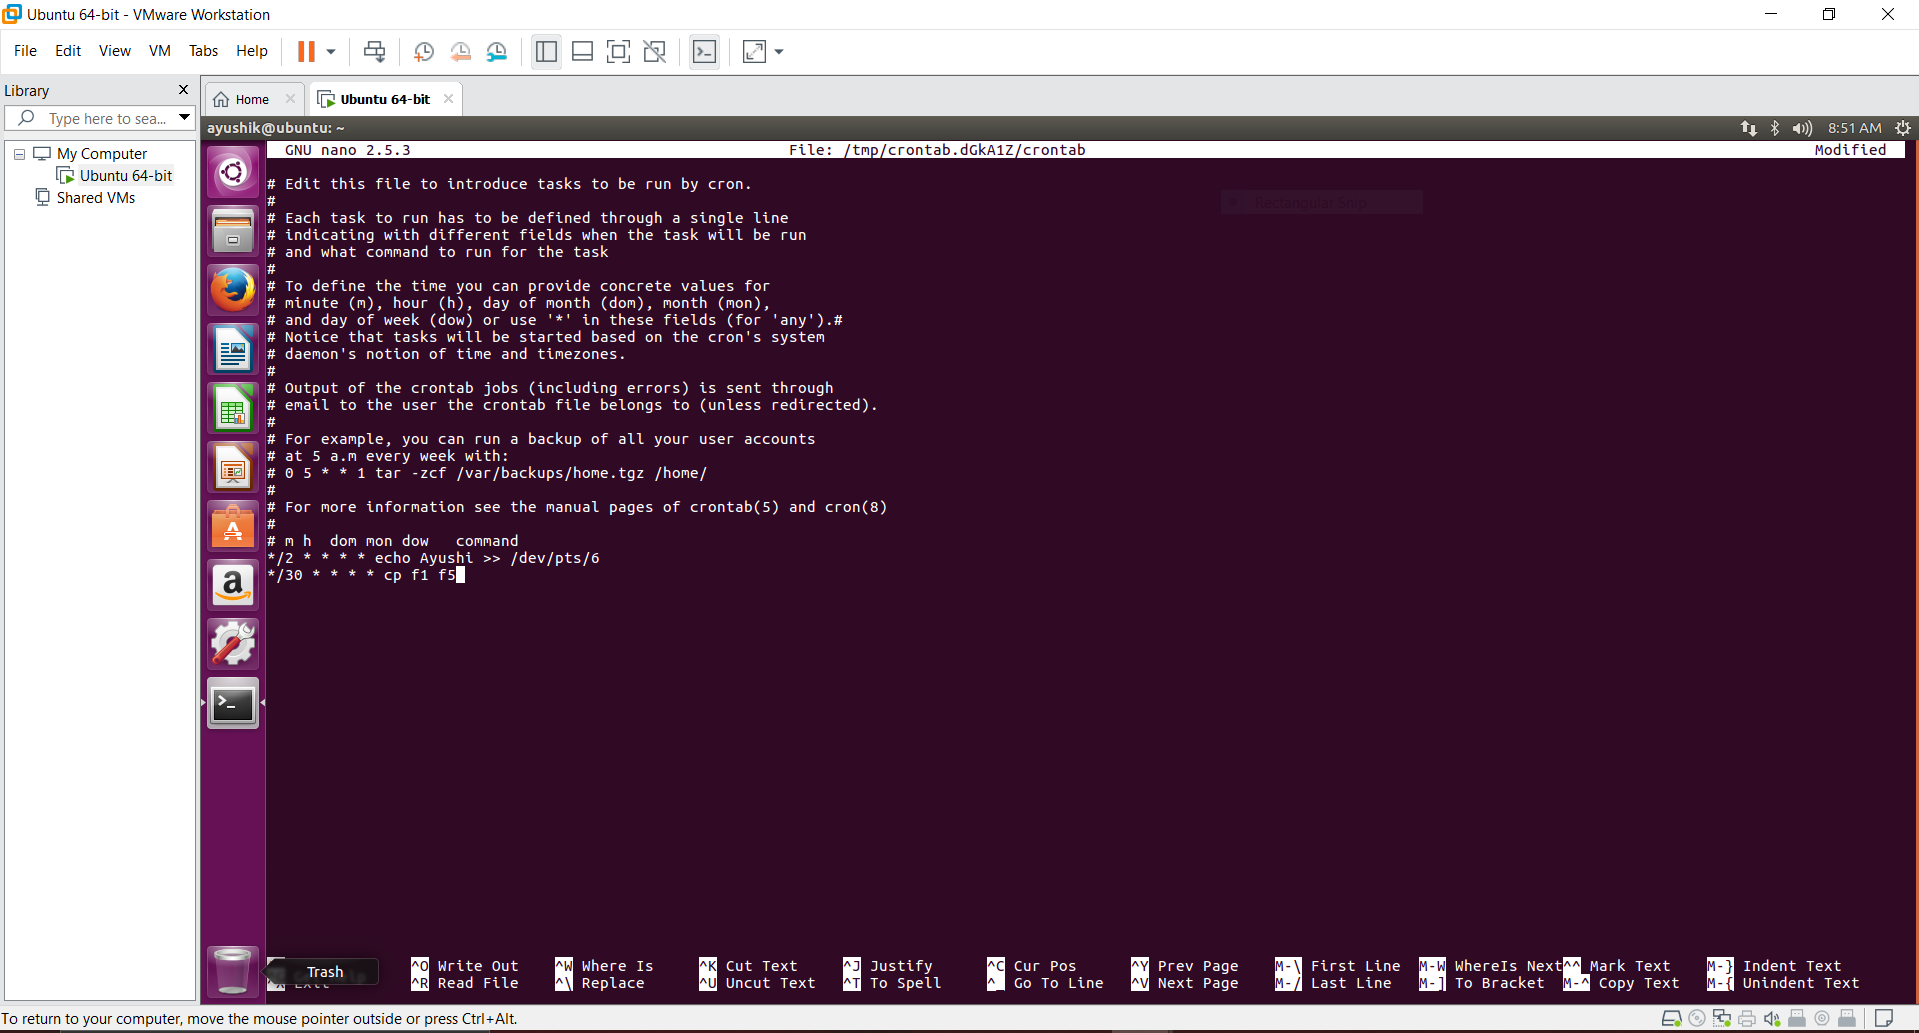 Ubuntu 64-bit - VMware Workstation
File Edit View VM Tabs Help
Library
Type here to sea...
My Computer
Ubuntu 64-bit
Shared VMs
Home
Ubuntu 64-bit
ayushik@ubuntu: ~
8:51 AM
GNU nano 2.5.3 File: /tmp/crontab.dGkA1Z/crontab Modified
# Edit this file to introduce tasks to be run by cron.
#
# Each task to run has to be defined through a single line
# indicating with different fields when the task will be run
# and what command to run for the task
#
# To define the time you can provide concrete values for
# minute (m), hour (h), day of month (dom), month (mon),
# and day of week (dow) or use '*' in these fields (for 'any').#
# Notice that tasks will be started based on the cron's system
# daemon's notion of time and timezones.
#
# Output of the crontab jobs (including errors) is sent through
# email to the user the crontab file belongs to (unless redirected).
#
# For example, you can run a backup of all your user accounts
# at 5 a.m every week with:
# 0 5 * * 1 tar -zcf /var/backups/home.tgz /home/
#
# For more information see the manual pages of crontab(5) and cron(8)
#
# m h  dom mon dow   command
*/2 * * * * echo Ayushi >> /dev/pts/6
*/30 * * * * cp f1 f5
Rectangular Snip
Trash
^O Write Out ^W Where Is ^K Cut Text ^J Justify ^C Cur Pos ^Y Prev Page M-\ First Line M-W WhereIs Next ^^ Mark Text M-} Indent Text
^X Exit ^R Read File ^\ Replace ^U Uncut Text ^T To Spell ^_ Go To Line ^V Next Page M-/ Last Line M-] To Bracket M-^ Copy Text M-{ Unindent Text
To return to your computer, move the mouse pointer outside or press Ctrl+Alt.